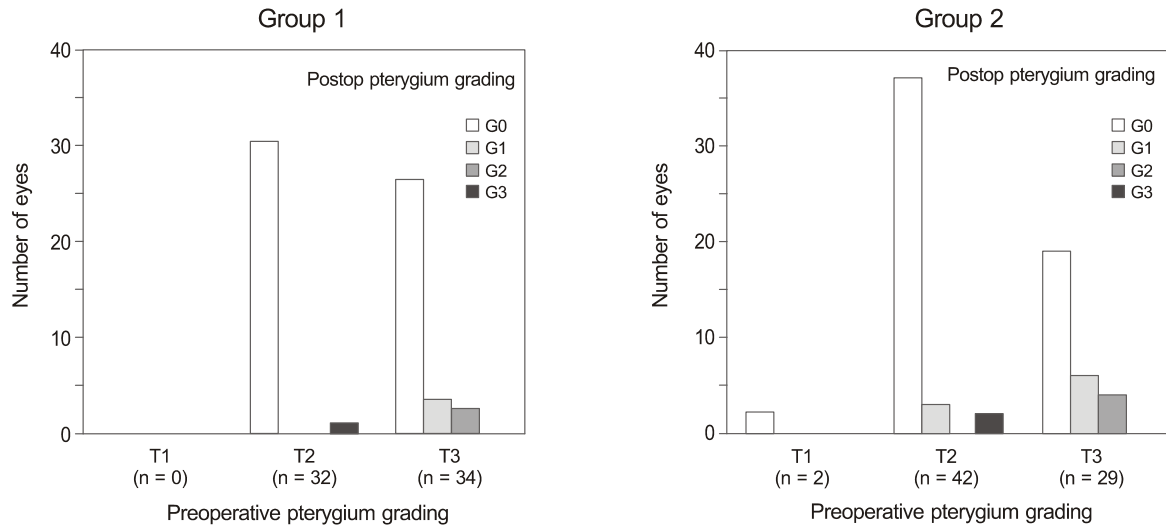 Group 1
40
30
20
10
0
Number of eyes
Postop pterygium grading
G0
G1
G2
G3
T1
(n = 0)
T2
(n = 32)
T3
(n = 34)
Preoperative pterygium grading
Group 2
40
30
20
10
0
Number of eyes
Postop pterygium grading
G0
G1
G2
G3
T1
(n = 2)
T2
(n = 42)
T3
(n = 29)
Preoperative pterygium grading